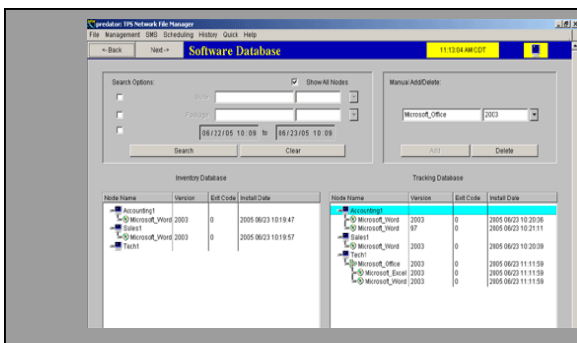 predator: TPS Network File Manager
File Management SMS Scheduling History Quick Help
<-Back Next-> Software Database 11:13:04 AM CDT
Search Options: Show All Nodes Manual Add/Delete:
Node
Package Microsoft_Office 2003
06/22/05 10:09 to 06/23/05 10:09
Search Clear Add Delete
Inventory Database Tracking Database
Node Name Version Exit Code Install Date Node Name Version Exit Code Install Date
Accounting1 Accounting1
Microsoft_Word 2003 0 2005 06/23 10:19:47 Microsoft_Word 2003 0 2005 06/23 10:20:36
Sales1 Microsoft_Word 97 0 2005 06/23 10:21:11
Microsoft_Word 2003 0 2005 06/23 10:19:57 Sales1
Tech1 Microsoft_Word 2003 0 2005 06/23 10:20:39
Tech1
Microsoft_Office 2003 0 2005 06/23 11:11:59
Microsoft_Excel 2003 0 2005 06/23 11:11:59
Microsoft_Word 2003 0 2005 06/23 11:11:59